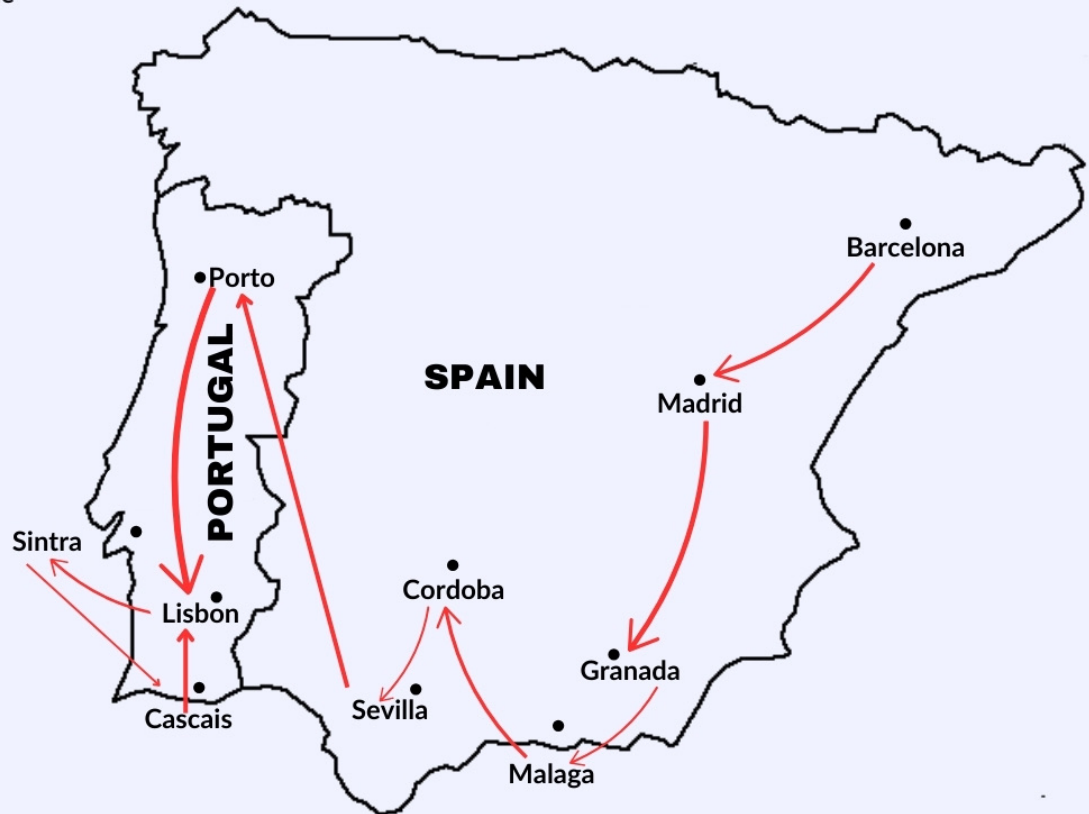 Porto
Barcelona
PORTUGAL
SPAIN
Madrid
Sintra
Cordoba
Lisbon
Granada
Sevilla
Cascais
Malaga